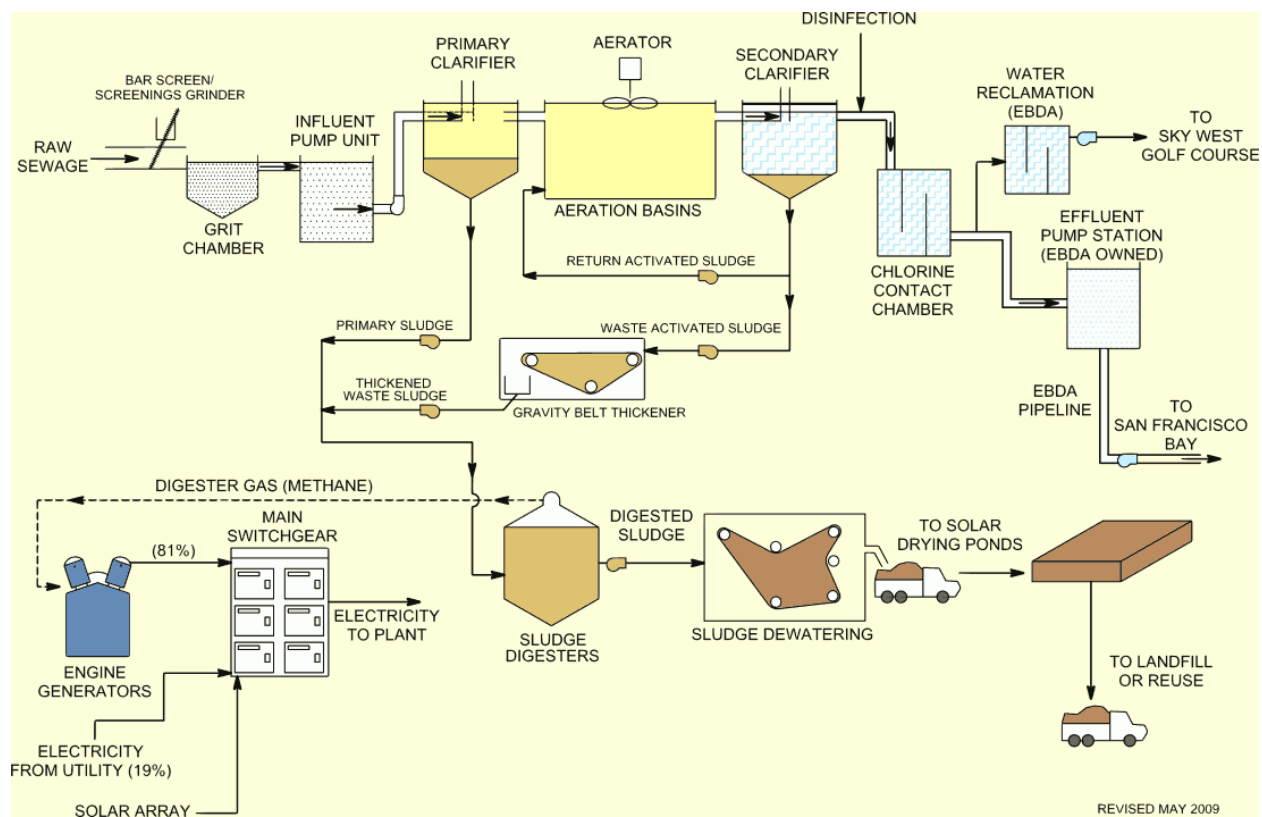 DISINFECTION
PRIMARY
CLARIFIER
AERATOR
SECONDARY
CLARIFIER
BAR SCREEN/
SCREENINGS GRINDER
WATER
RECLAMATION
(EBDA)
INFLUENT
PUMP UNIT
TO
SKY WEST
GOLF COURSE
RAW
SEWAGE
GRIT
CHAMBER
AERATION BASINS
EFFLUENT
PUMP STATION
(EBDA OWNED)
RETURN ACTIVATED SLUDGE
CHLORINE
CONTACT
CHAMBER
PRIMARY SLUDGE
WASTE ACTIVATED SLUDGE
THICKENED
WASTE SLUDGE
GRAVITY BELT THICKENER
EBDA
PIPELINE
TO
SAN FRANCISCO
BAY
DIGESTER GAS (METHANE)
MAIN
SWITCHGEAR
(81%)
DIGESTED
SLUDGE
TO SOLAR
DRYING PONDS
ELECTRICITY
TO PLANT
SLUDGE
DIGESTERS
SLUDGE DEWATERING
ENGINE
GENERATORS
TO LANDFILL
OR REUSE
ELECTRICITY
FROM UTILITY (19%)
SOLAR ARRAY
REVISED MAY 2009